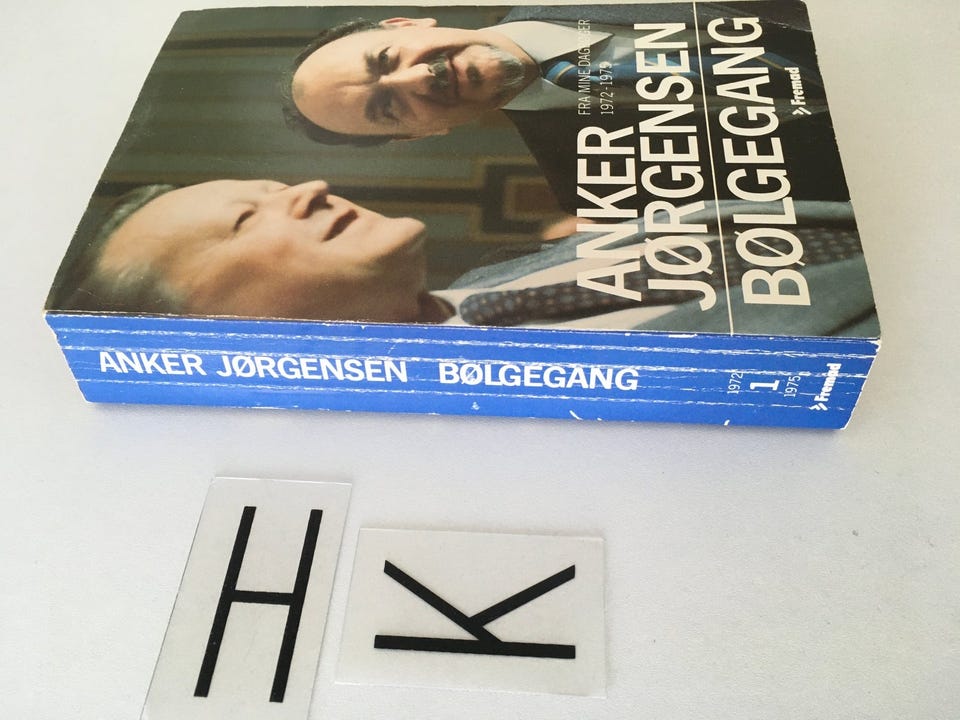 FRA MINE DAGBØGER
1972-1975
ANKER
JØRGENSEN
BØLGEGANG
Fremad
ANKER JØRGENSEN BØLGEGANG
1972
1
1975
Fremad
H
K